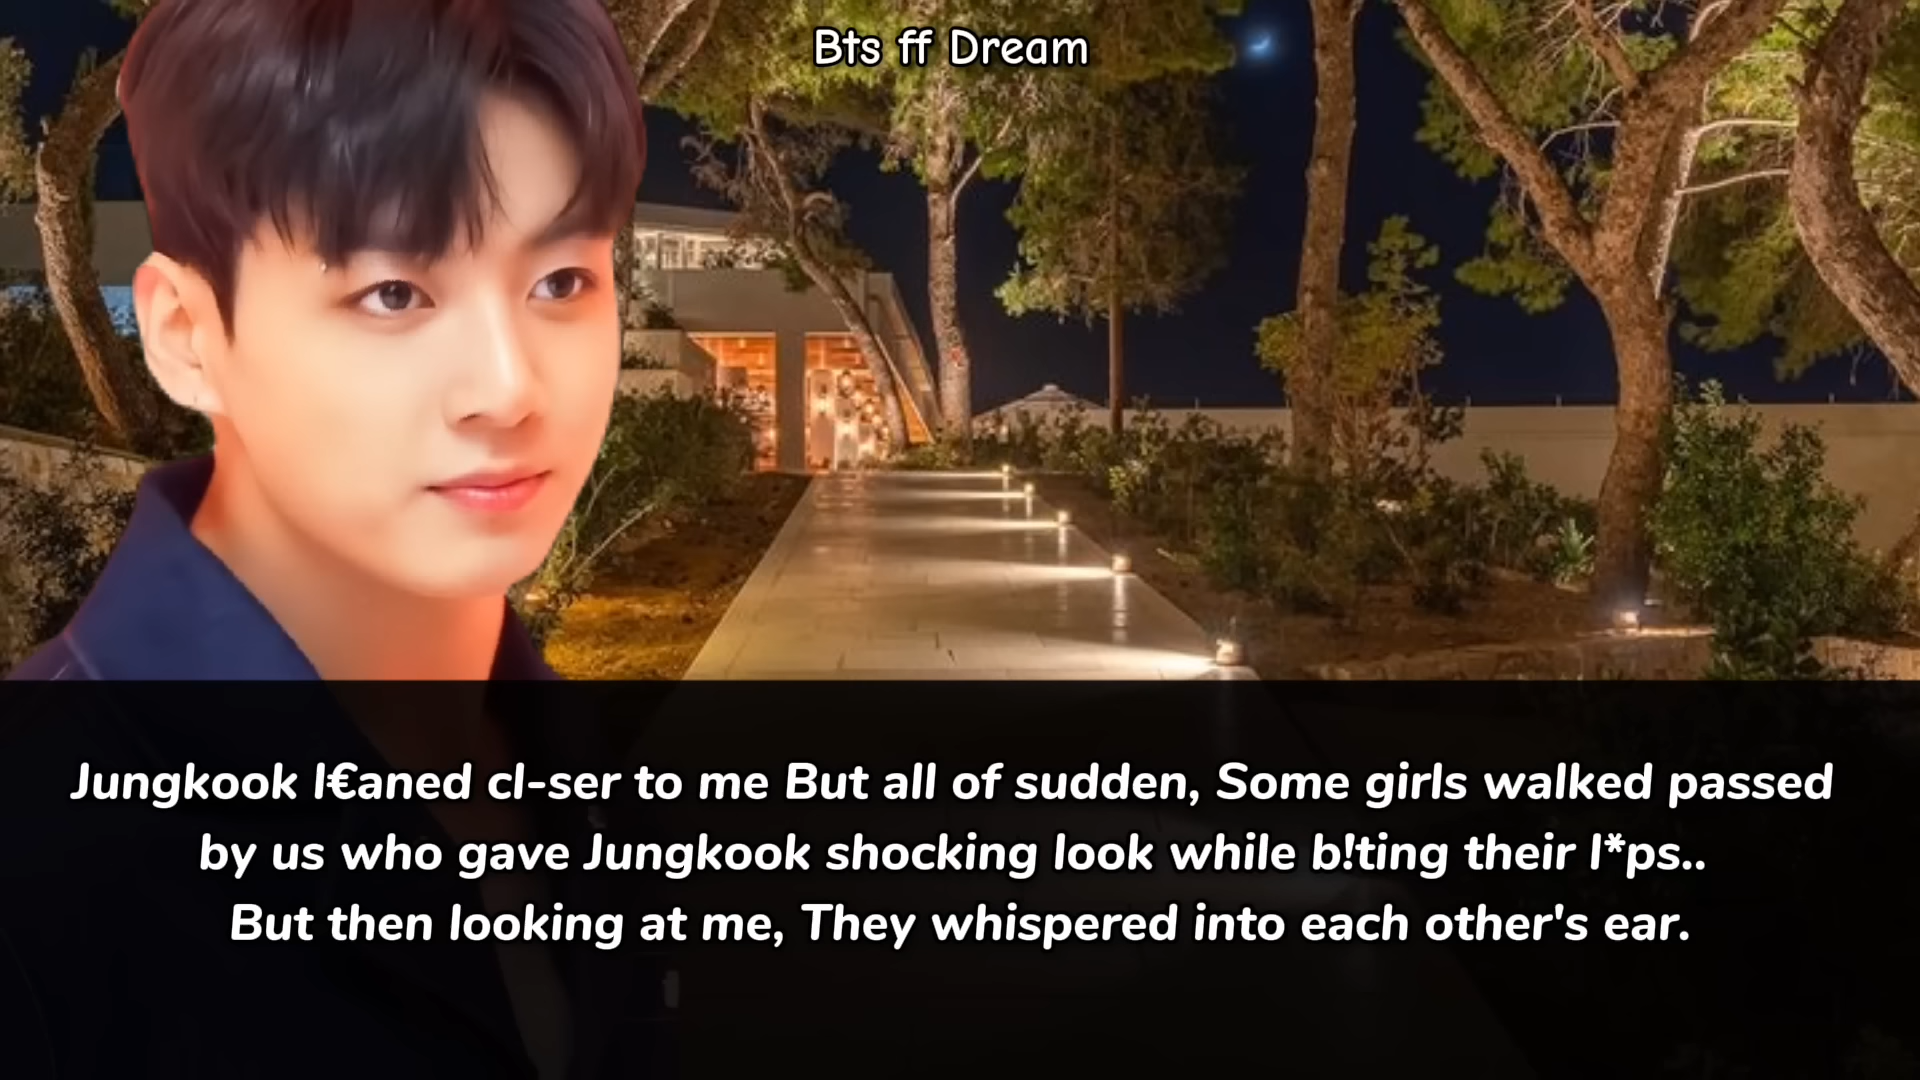 Bts ff Dream
Jungkook l€aned cl-ser to me But all of sudden, Some girls walked passed
by us who gave Jungkook shocking look while b!ting their l*ps..
But then looking at me, They whispered into each other's ear.